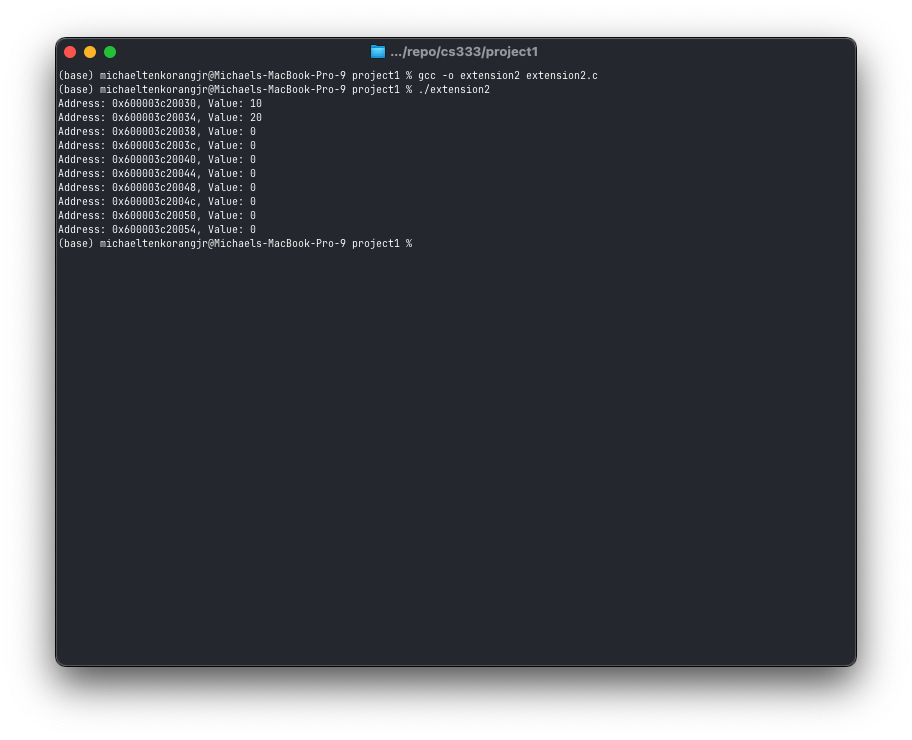 .../repo/cs333/project1
(base) michaeltenkorangjr@Michaels-MacBook-Pro-9 project1 % gcc -o extension2 extension2.c
(base) michaeltenkorangjr@Michaels-MacBook-Pro-9 project1 % ./extension2
Address: 0x600003c20030, Value: 10
Address: 0x600003c20034, Value: 20
Address: 0x600003c20038, Value: 0
Address: 0x600003c2003c, Value: 0
Address: 0x600003c20040, Value: 0
Address: 0x600003c20044, Value: 0
Address: 0x600003c20048, Value: 0
Address: 0x600003c2004c, Value: 0
Address: 0x600003c20050, Value: 0
Address: 0x600003c20054, Value: 0
(base) michaeltenkorangjr@Michaels-MacBook-Pro-9 project1 %